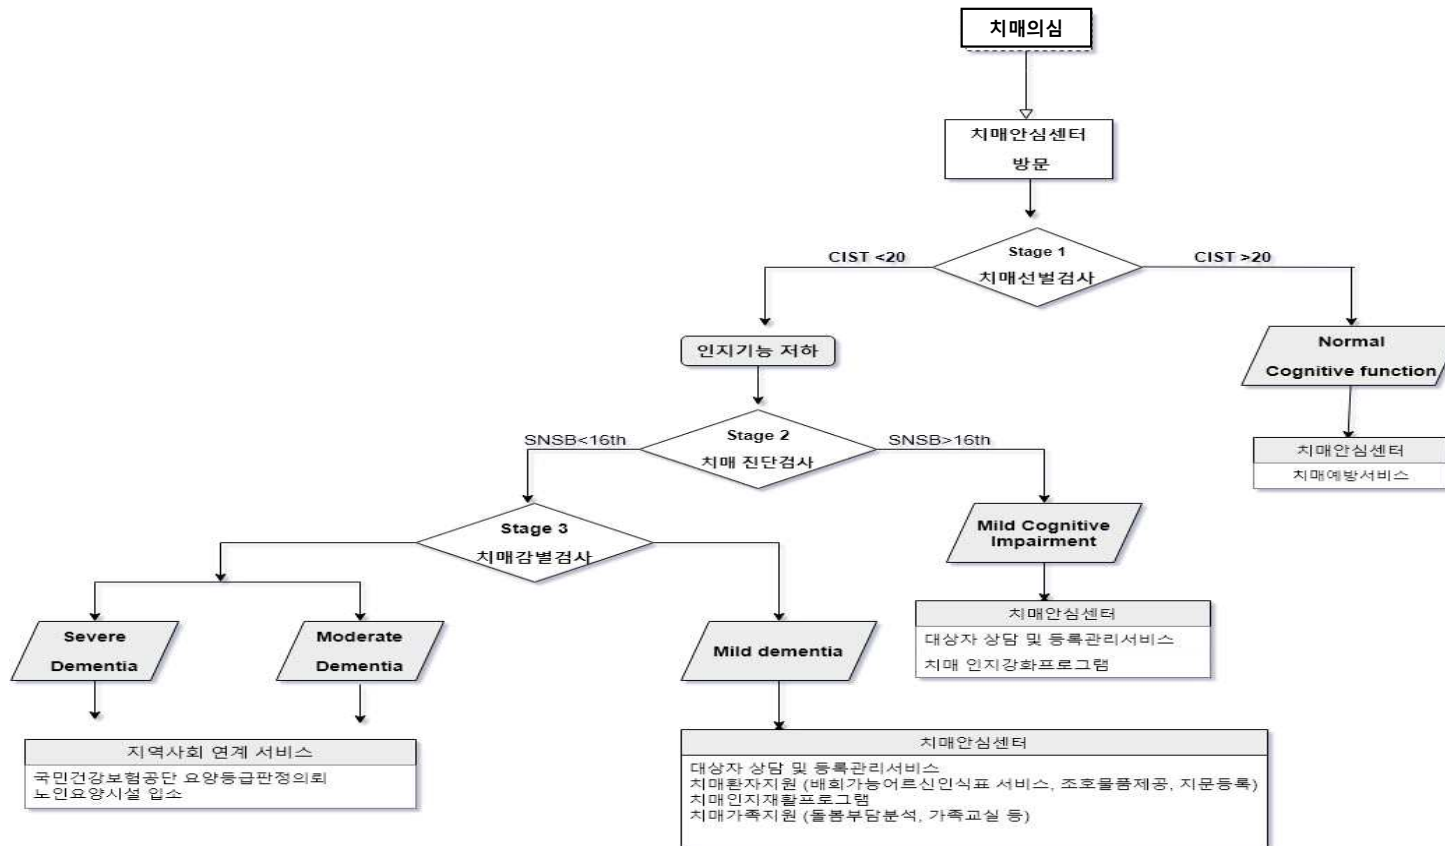 치매의심
치매안심센터
방문
CIST <20
Stage 1
치매선벌검사
CIST >20
인지기능 저하
Normal
Cognitive function
SNSB<16th
Stage 2
치매 진단검사
SNSB>16th
치매안심센터
치매예방서비스
Stage 3
치매감별검사
Mild Cognitive
Impairment
치매안심센터
대상자 상담 및 등록관리서비스
치매 인지강화프로그램
Severe
Dementia
Moderate
Dementia
Mild dementia
지역사회 연계 서비스
국민건강보험공단 요양등급판정의뢰
노인요양시설 입소
치매안심센터
대상자 상담 및 등록관리서비스
치매환자지원 (배회가능어르신인식표 서비스, 조호물품제공, 지문등록)
치매인지재활프로그램
치매가족지원 (돌봄부담분석, 가족교실 등)